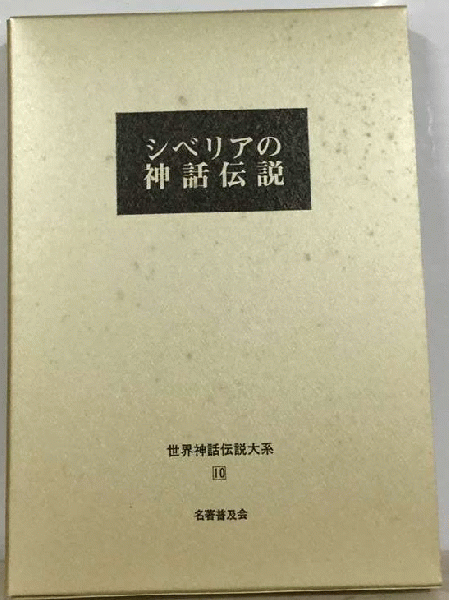 シベリアの
神話伝説
世界神話伝説大系
10
名著普及会